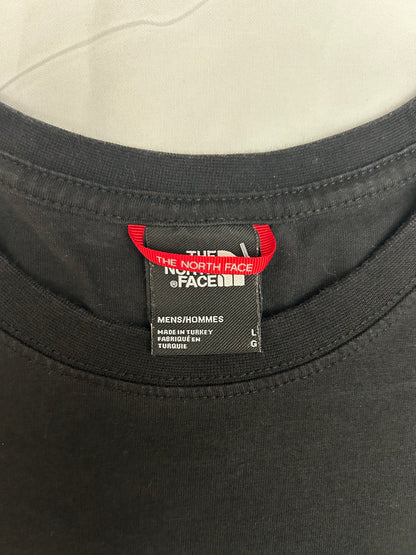 THE
THE NORTH FACE
NORTH
®FACE
MENS/HOMMES
MADE IN TURKEY
FABRIQUÉ EN
TURQUIE
L
G